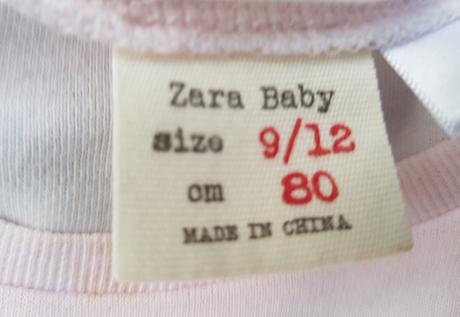 Zara Baby
size 9/12
cm 80
MADE IN CHINA